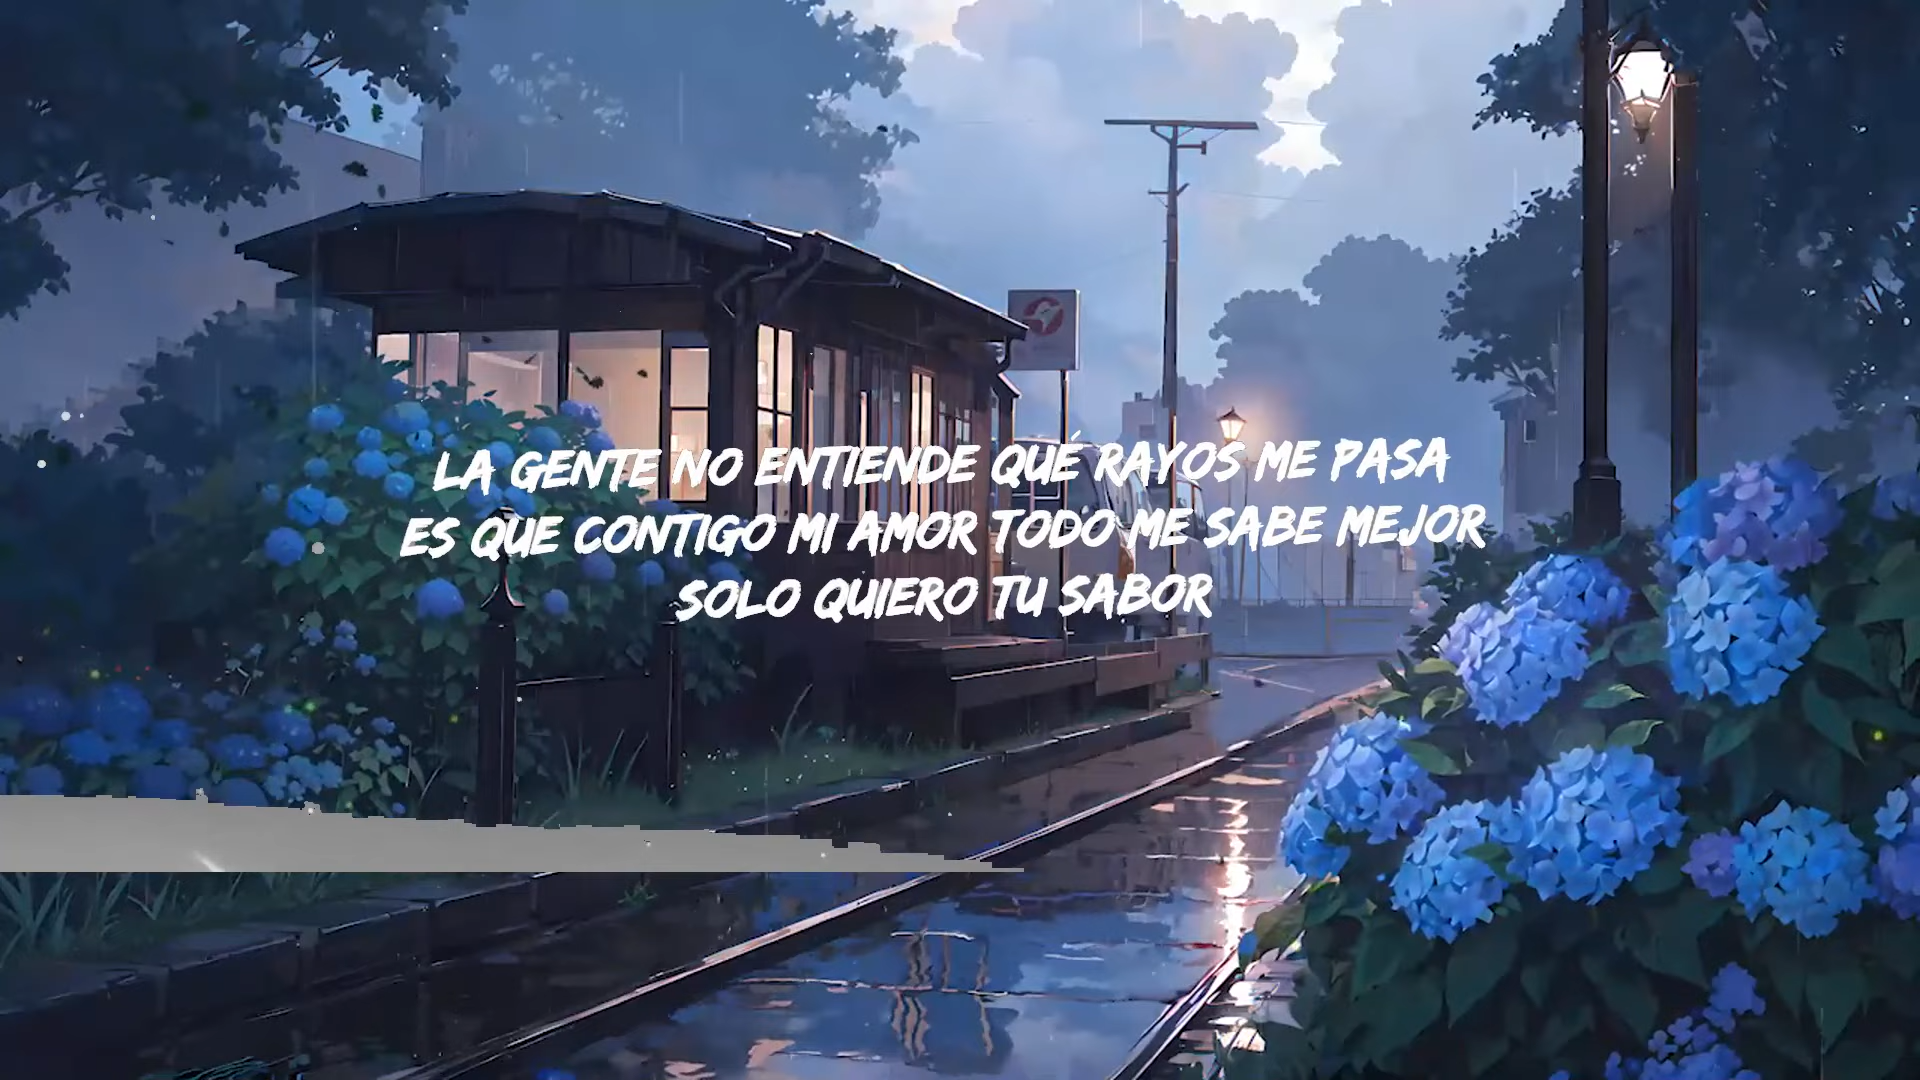 LA GENTE NO ENTIENDE QUÉ RAYOS ME PASA
ES QUE CONTIGO MI AMOR TODO ME SABE MEJOR
SOLO QUIERO TU SABOR